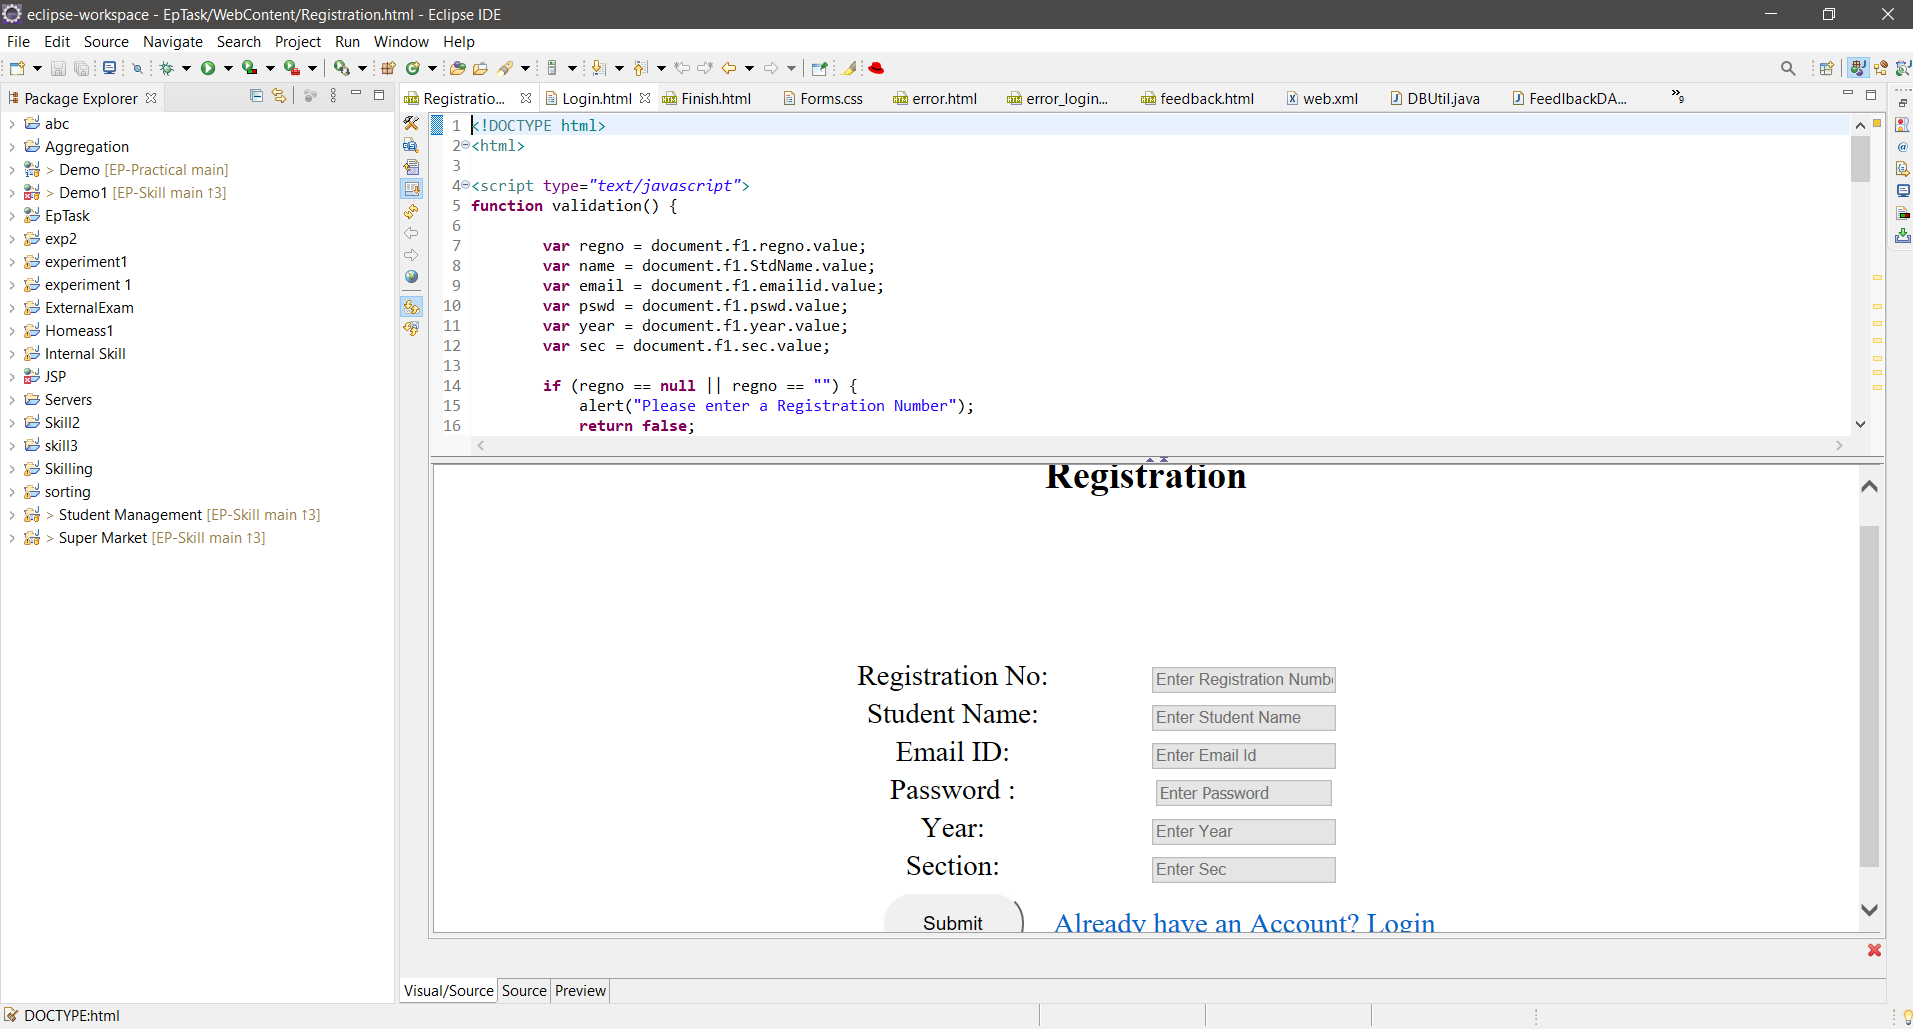 eclipse-workspace - EpTask/WebContent/Registration.html - Eclipse IDE
File Edit Source Navigate Search Project Run Window Help
Package Explorer
abc
Aggregation
> Demo [EP-Practical main]
> Demo1 [EP-Skill main ↑3]
EpTask
exp2
experiment1
experiment 1
ExternalExam
Homeass1
Internal Skill
JSP
Servers
Skill2
skill3
Skilling
sorting
> Student Management [EP-Skill main ↑3]
> Super Market [EP-Skill main ↑3]
Registratio... Login.html Finish.html Forms.css error.html error_login... feedback.html web.xml DBUtil.java FeedlbackDA... »9
1 <!DOCTYPE html>
2 <html>
3
4 <script type="text/javascript">
5 function validation() {
6
7 var regno = document.f1.regno.value;
8 var name = document.f1.StdName.value;
9 var email = document.f1.emailid.value;
10 var pswd = document.f1.pswd.value;
11 var year = document.f1.year.value;
12 var sec = document.f1.sec.value;
13
14 if (regno == null || regno == "") {
15 alert("Please enter a Registration Number");
16 return false;
Registration
Registration No: Enter Registration Numb
Student Name: Enter Student Name
Email ID: Enter Email Id
Password : Enter Password
Year: Enter Year
Section: Enter Sec
Submit Already have an Account? Login
Visual/Source Source Preview
DOCTYPE:html